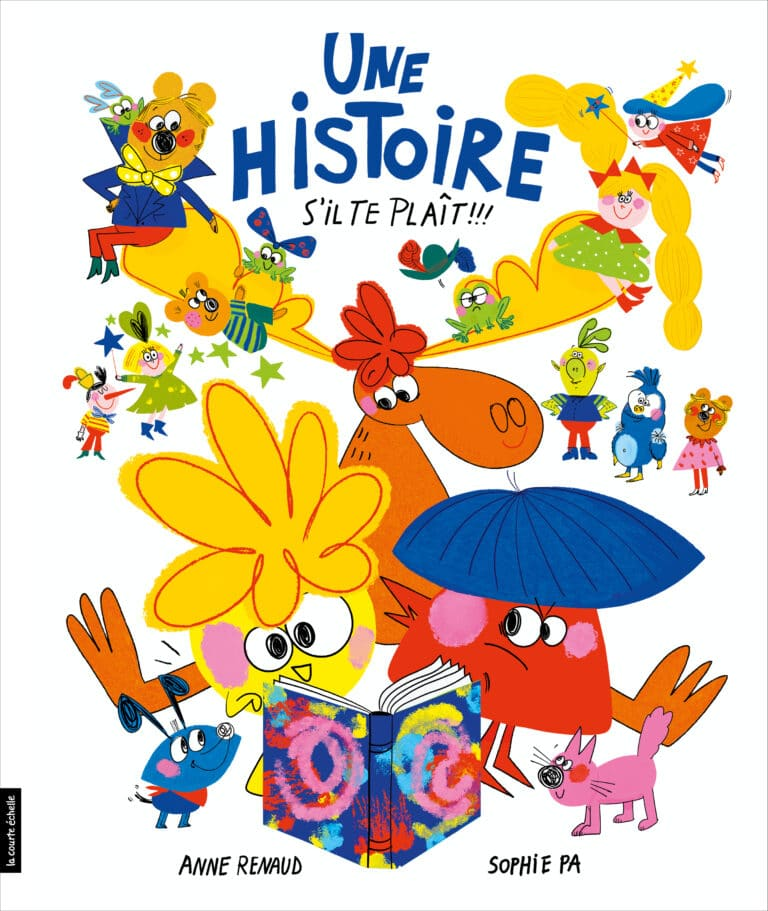 UNE
HISTOIRE
S'IL TE PLAÎT!!!
la courte échelle
ANNE RENAUD
SOPHIE PA